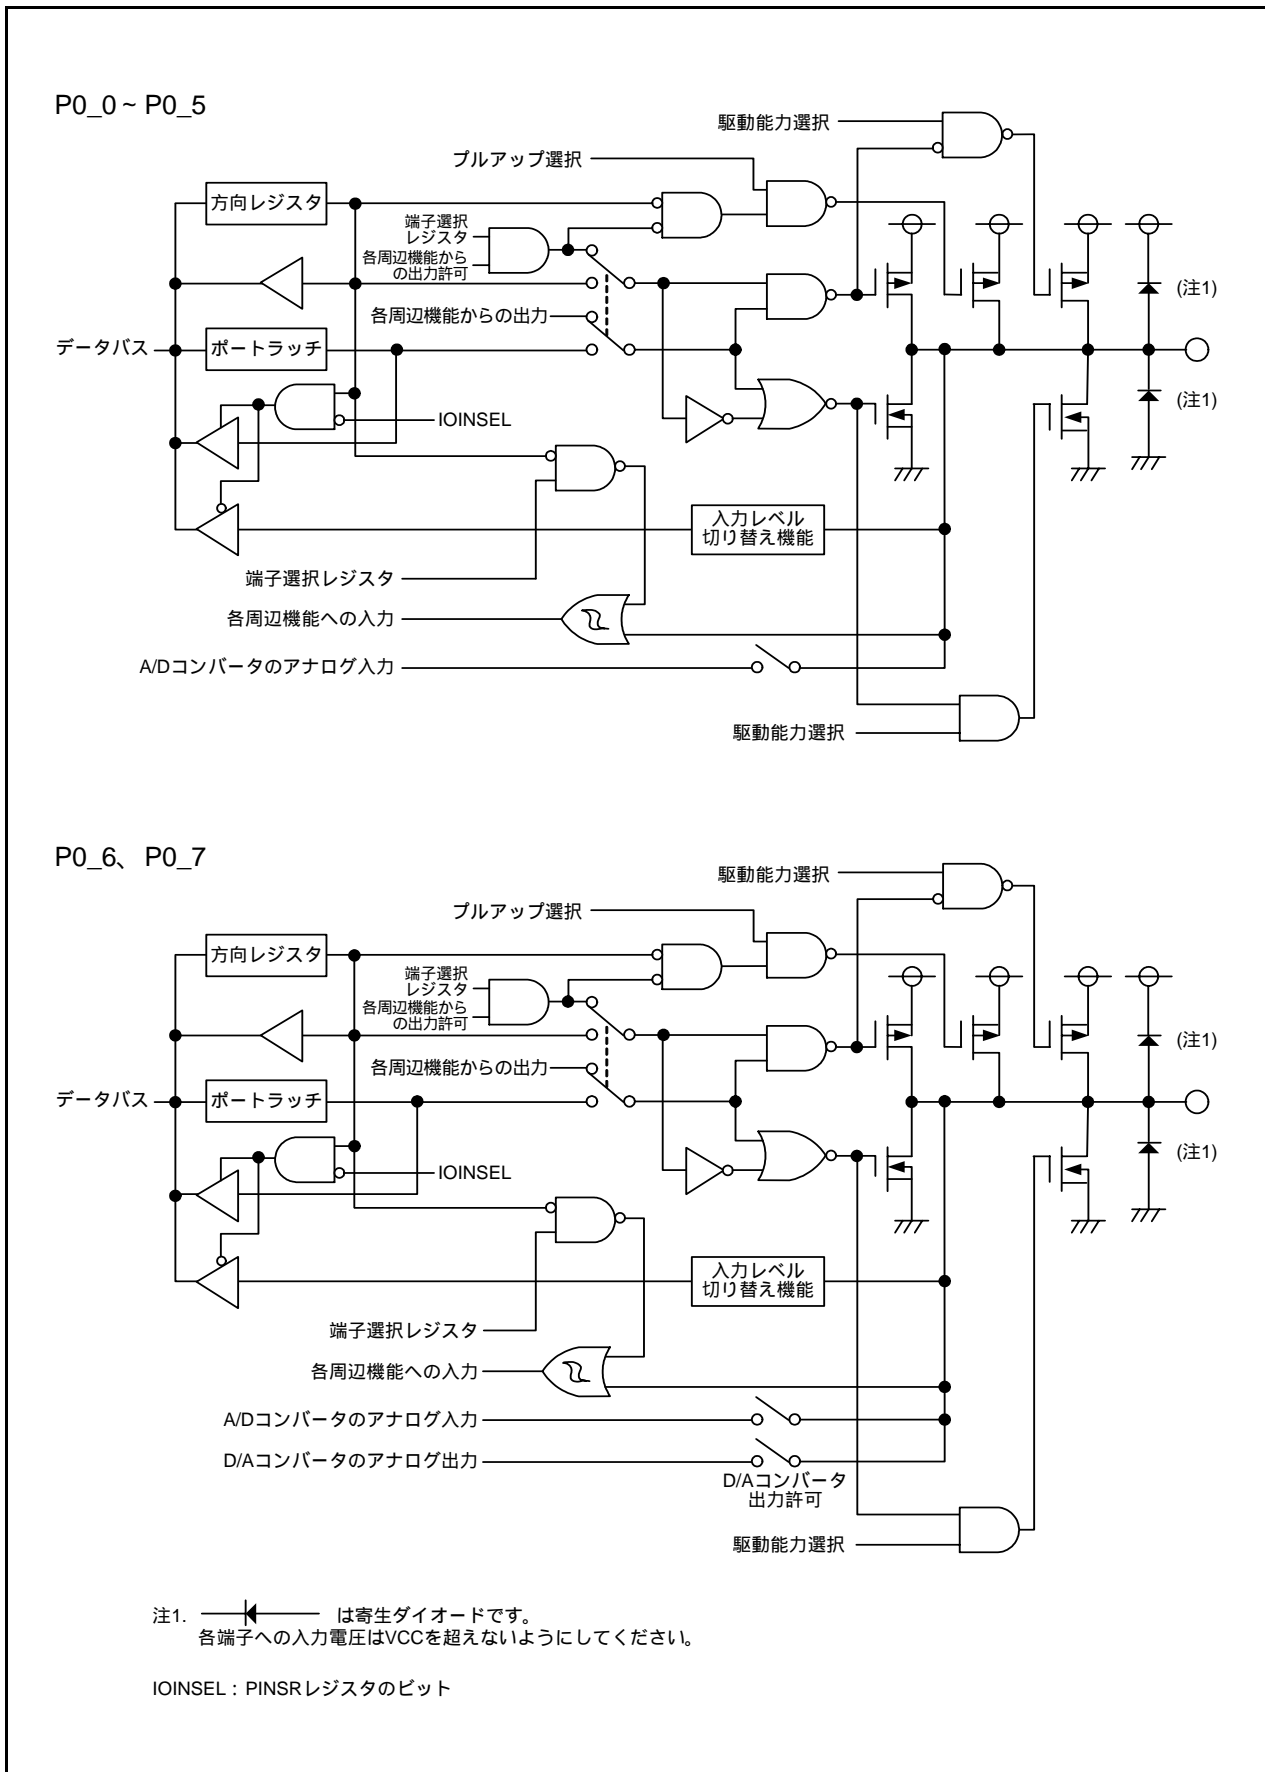 P0_0 ~ P0_5
駆動能力選択
プルアップ選択
方向レジスタ
端子選択
レジスタ
各周辺機能から
の出力許可
各周辺機能からの出力
(注1)
データバス
ポートラッチ
(注1)
IOINSEL
入力レベル
切り替え機能
端子選択レジスタ
各周辺機能への入力
A/Dコンバータのアナログ入力
駆動能力選択
P0_6、P0_7
駆動能力選択
プルアップ選択
方向レジスタ
端子選択
レジスタ
各周辺機能から
の出力許可
各周辺機能からの出力
(注1)
データバス
ポートラッチ
(注1)
IOINSEL
入力レベル
切り替え機能
端子選択レジスタ
各周辺機能への入力
A/Dコンバータのアナログ入力
D/Aコンバータのアナログ出力
D/Aコンバータ
出力許可
駆動能力選択
注1. は寄生ダイオードです。
各端子への入力電圧はVCCを超えないようにしてください。
IOINSEL : PINSRレジスタのビット